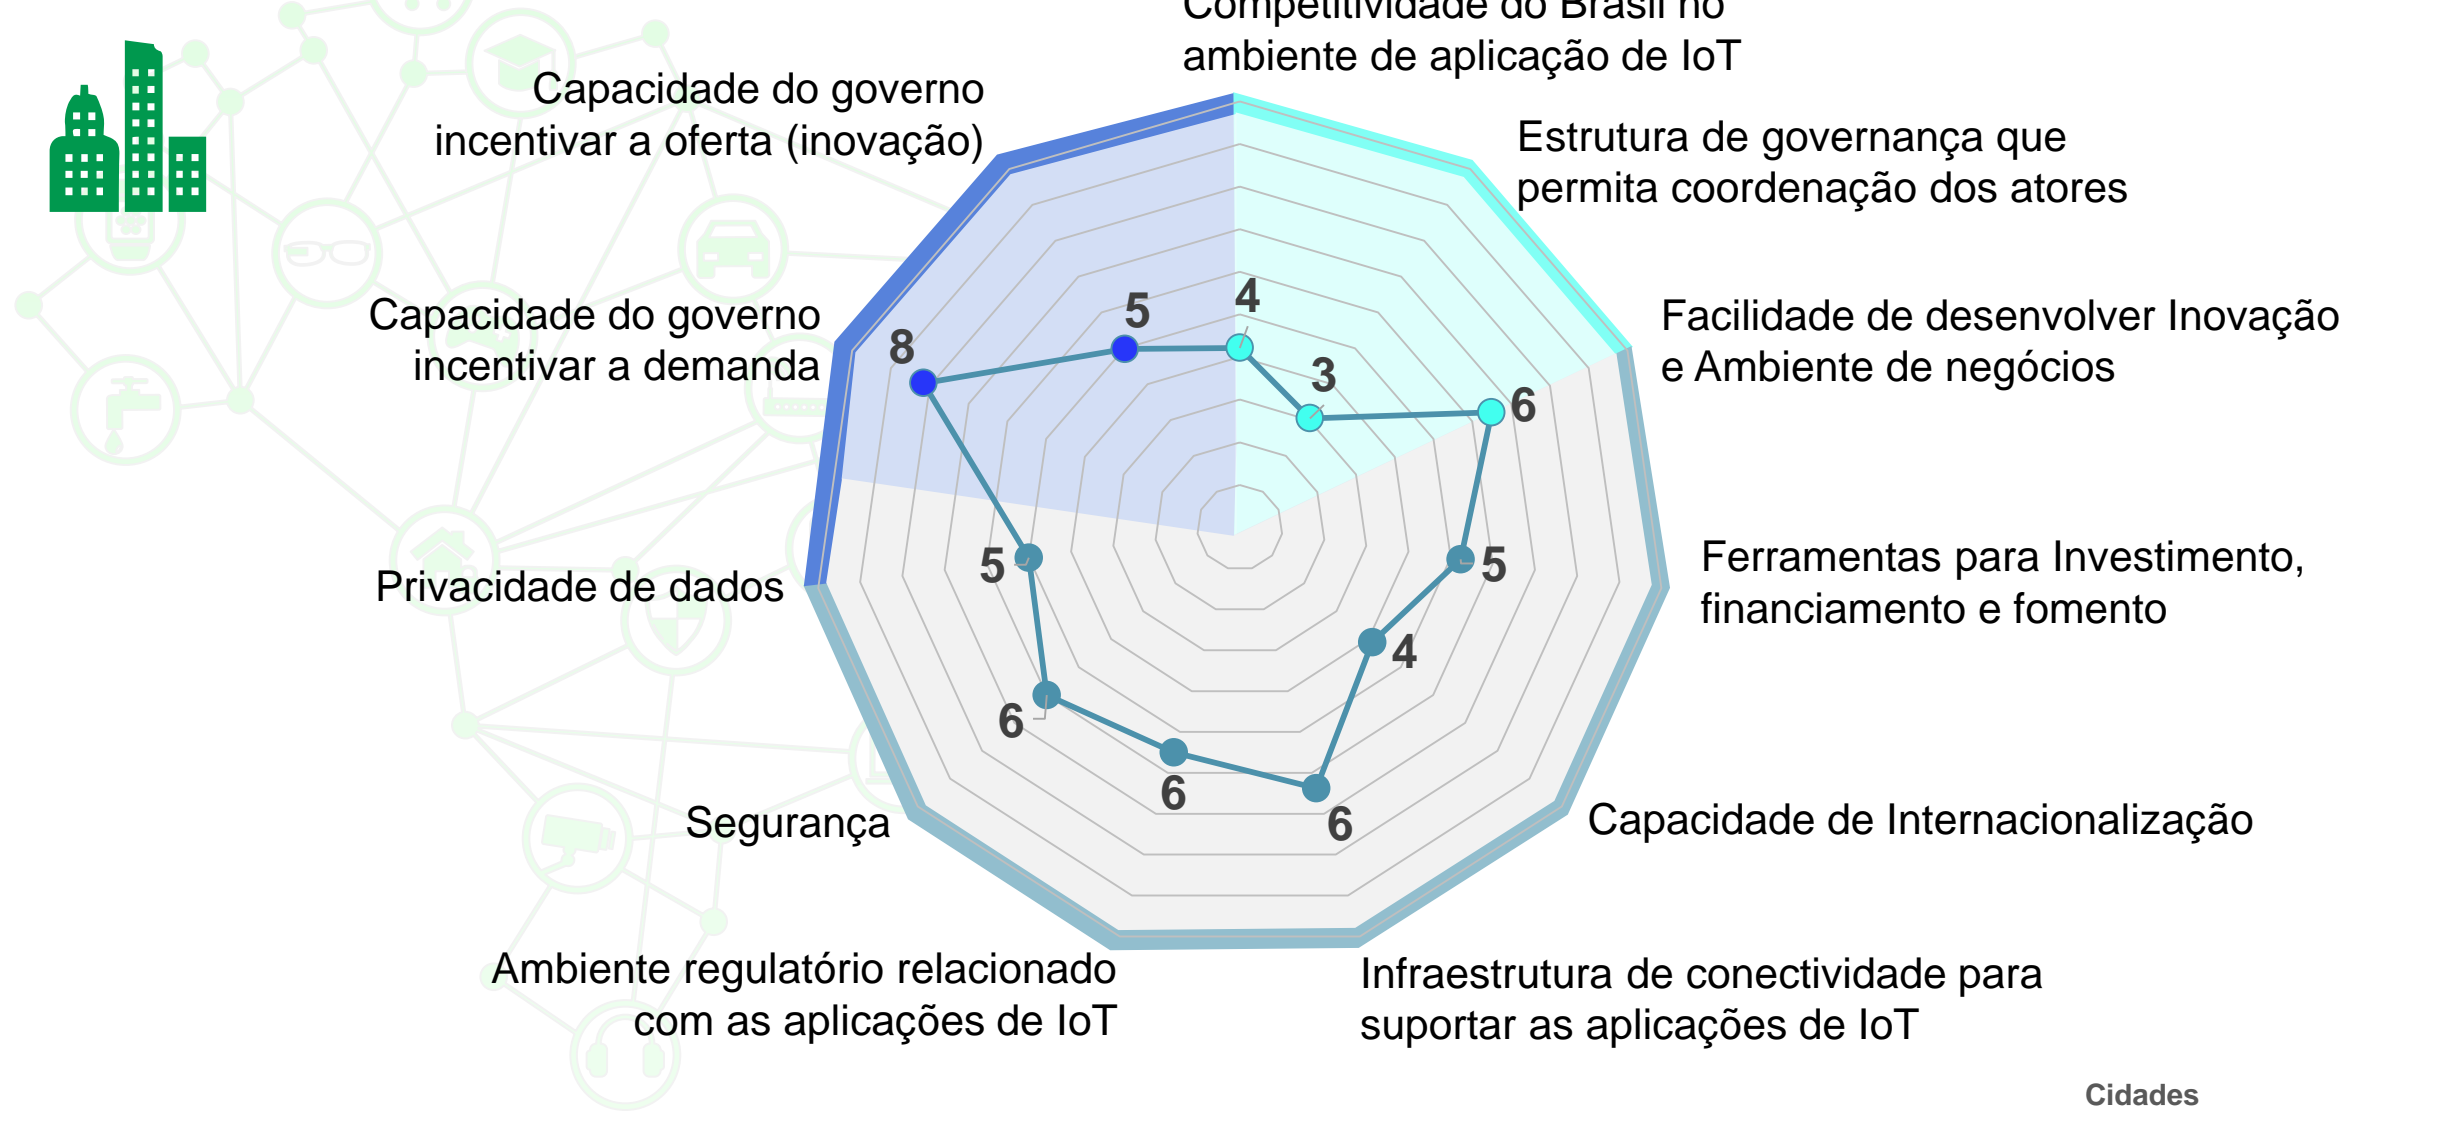 Competitividade do Brasil no
ambiente de aplicação de IoT
Capacidade do governo
incentivar a oferta (inovação)
Estrutura de governança que
permita coordenação dos atores
Capacidade do governo
incentivar a demanda
Facilidade de desenvolver Inovação
e Ambiente de negócios
8
5
4
3
6
5
5
4
6
6
6
Ferramentas para Investimento,
financiamento e fomento
Privacidade de dados
Segurança
Capacidade de Internacionalização
Ambiente regulatório relacionado
com as aplicações de IoT
Infraestrutura de conectividade para
suportar as aplicações de IoT
Cidades